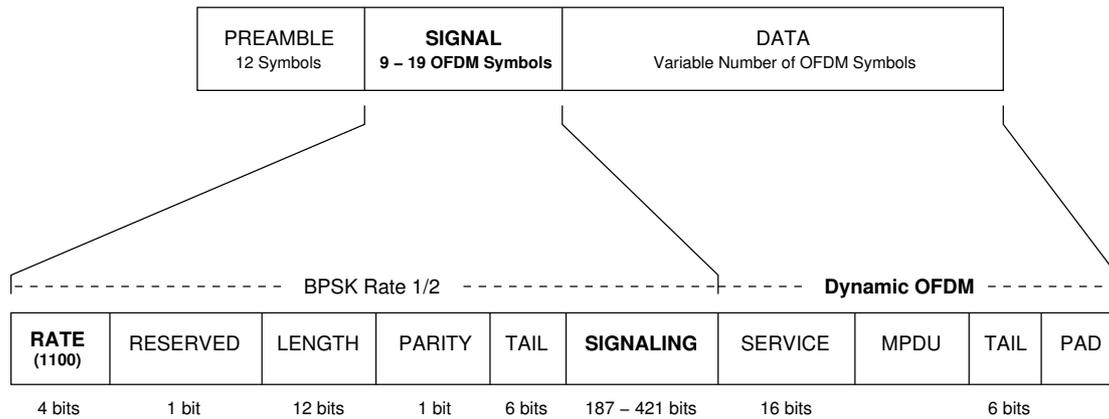 PREAMBLE SIGNAL DATA
12 Symbols 9 – 19 OFDM Symbols Variable Number of OFDM Symbols
BPSK Rate 1/2 Dynamic OFDM
RATE RESERVED LENGTH PARITY TAIL SIGNALING SERVICE MPDU TAIL PAD
(1100)
4 bits 1 bit 12 bits 1 bit 6 bits 187 – 421 bits 16 bits 6 bits